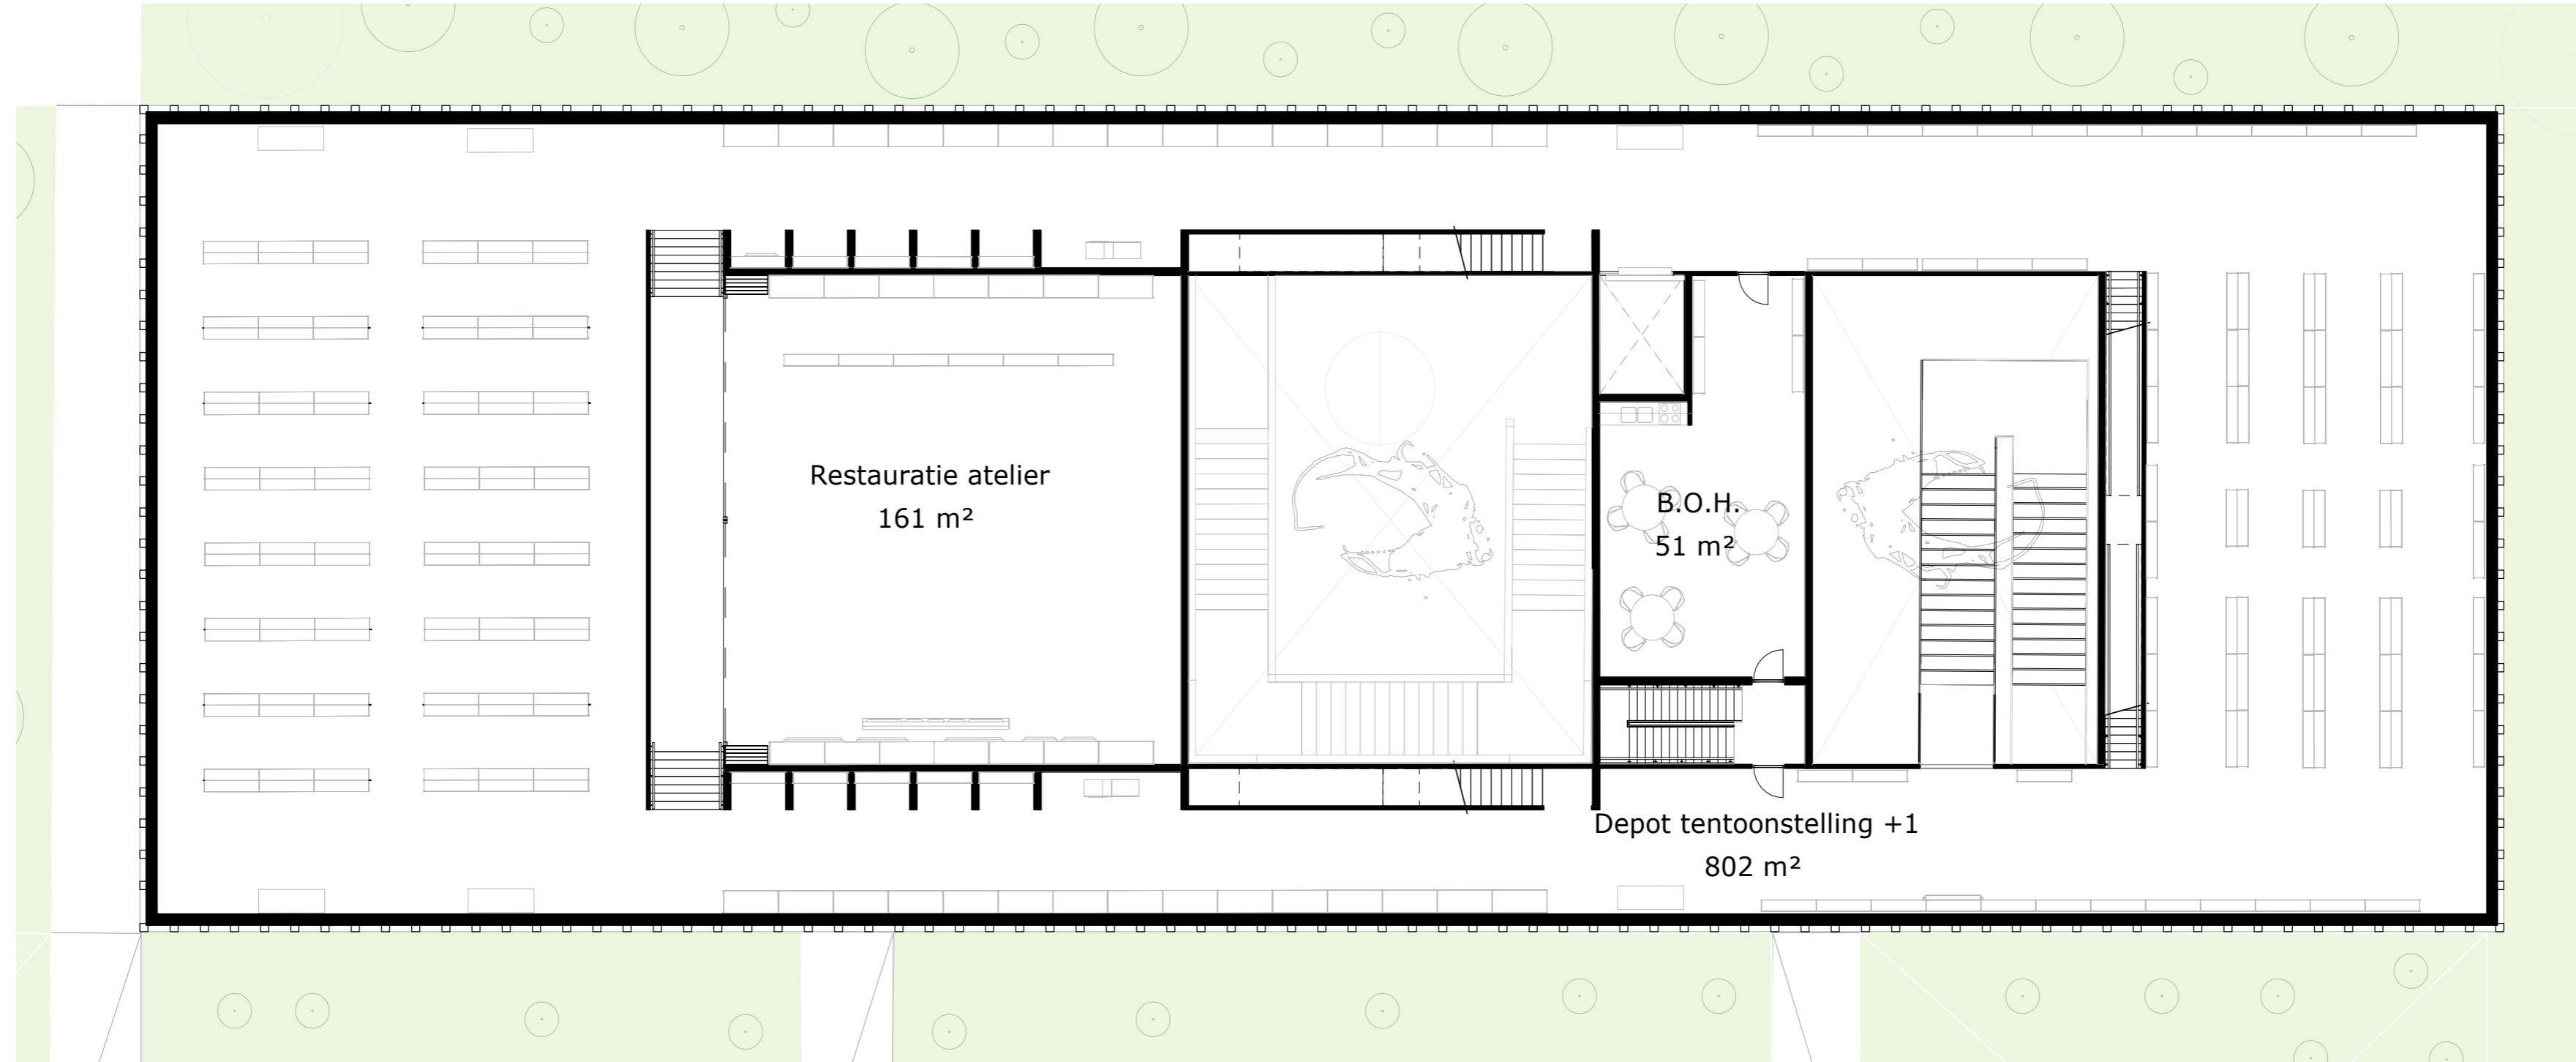 Restauratie atelier
161 m²
B.O.H.
51 m²
Depot tentoonstelling +1
802 m²